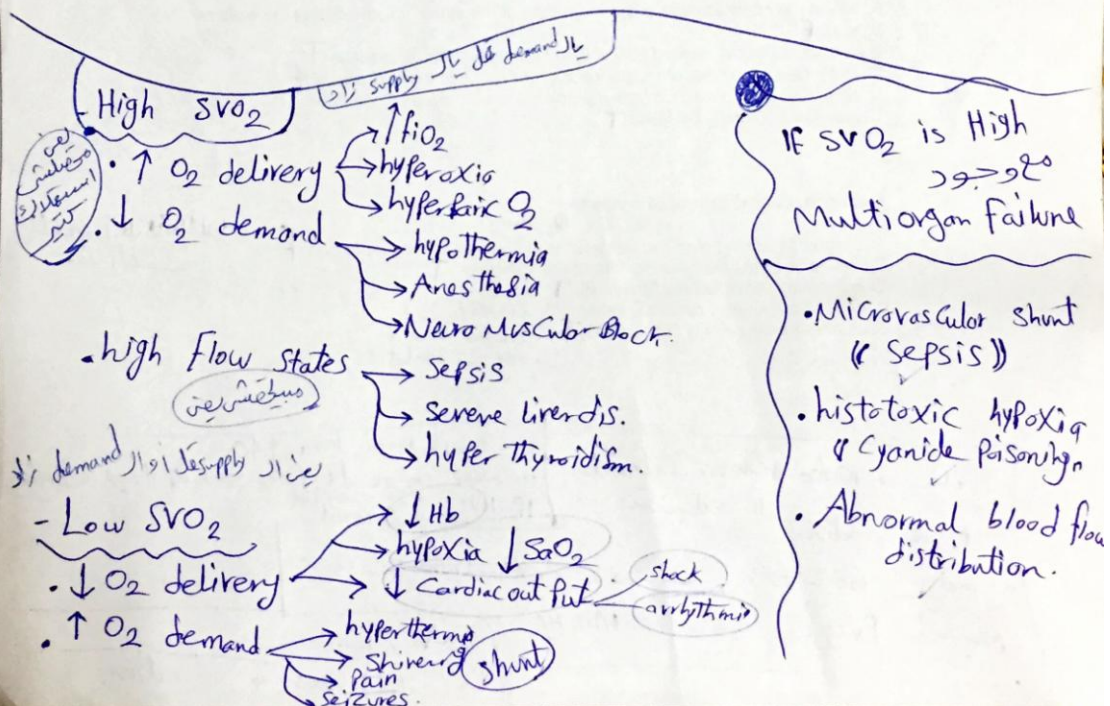 يا الـ demand قل يا الـ supply زاد
- High SVO2
يعني
مبيحصلش
استهلاك
كتير
• ↑ O2 delivery
↑ fiO2
hyperoxia
hyperbaric O2
• ↓ O2 demand
hypothermia
Anesthesia
Neuro Muscular Block.
• high Flow States
مبيلحقش يعني
sepsis
severe liver dis.
hyper thyroidism.
يعني الـ supply قل او الـ demand زاد
- Low SVO2
• ↓ O2 delivery
↓ Hb
hypoxia ↓ SaO2
↓ Cardiac out Put
shock
arrhythmia
• ↑ O2 demand
hyperthermia
Shivering
shunt
Pain
Seizures.
IF SVO2 is High
مع وجود
Multiorgan Failure
• Microvascular shunt
(( Sepsis ))
• histotoxic hypoxia
(( Cyanide Poisoning
• Abnormal blood flow
distribution.